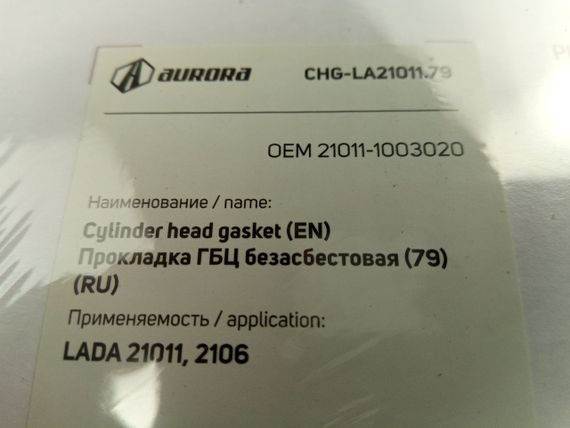 AURORA CHG-LA21011.79
OEM 21011-1003020
Наименование / name:
Cylinder head gasket (EN)
Прокладка ГБЦ безасбестовая (79)
(RU)
Применяемость / application:
LADA 21011, 2106